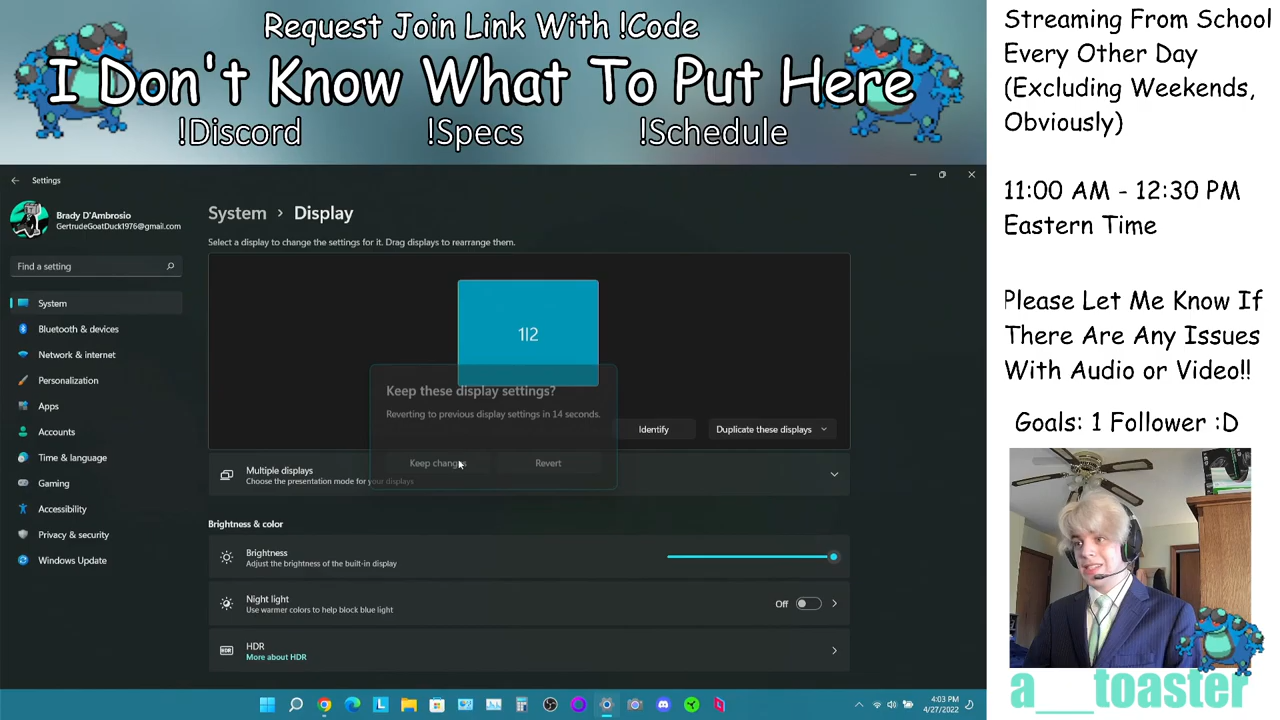 Request Join Link With !Code
I Don't Know What To Put Here
!Discord !Specs !Schedule
Streaming From School
Every Other Day
(Excluding Weekends,
Obviously)
11:00 AM - 12:30 PM
Eastern Time
Please Let Me Know If
There Are Any Issues
With Audio or Video!!
Goals: 1 Follower :D
Settings
Brady D'Ambrosio
GertrudeGoatDuck1976@gmail.com
Find a setting
System
Bluetooth & devices
Network & internet
Personalization
Apps
Accounts
Time & language
Gaming
Accessibility
Privacy & security
Windows Update
System > Display
Select a display to change the settings for it. Drag displays to rearrange them.
1|2
Keep these display settings?
Reverting to previous display settings in 14 seconds.
Keep changes Revert
Identify Duplicate these displays
Multiple displays
Choose the presentation mode for your displays
Brightness & color
Brightness
Adjust the brightness of the built-in display
Night light
Use warmer colors to help block blue light
Off
HDR
HDR
More about HDR
4:03 PM
4/27/2022
a___toaster